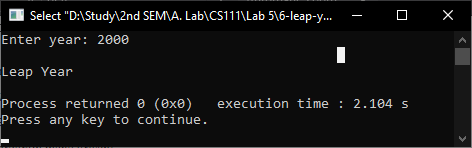 Select "D:\Study\2nd SEM\A. Lab\CS111\Lab 5\6-leap-y...
Enter year: 2000
Leap Year
Process returned 0 (0x0)   execution time : 2.104 s
Press any key to continue.